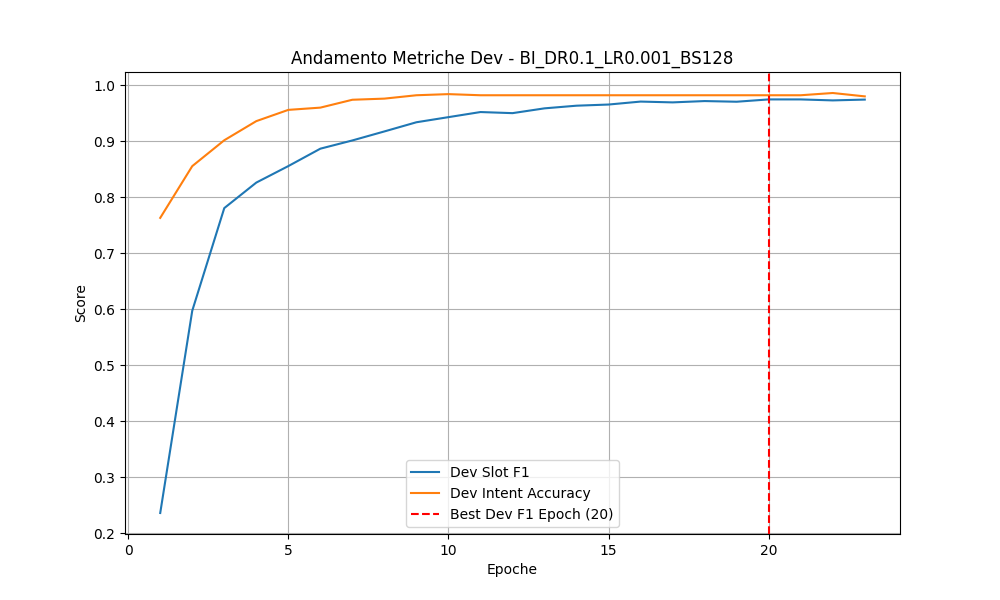 Andamento Metriche Dev - BI_DR0.1_LR0.001_BS128
1.0
0.9
0.8
0.7
0.6
0.5
0.4
0.3
0.2
Score
0 5 10 15 20
Epoche
Dev Slot F1
Dev Intent Accuracy
Best Dev F1 Epoch (20)